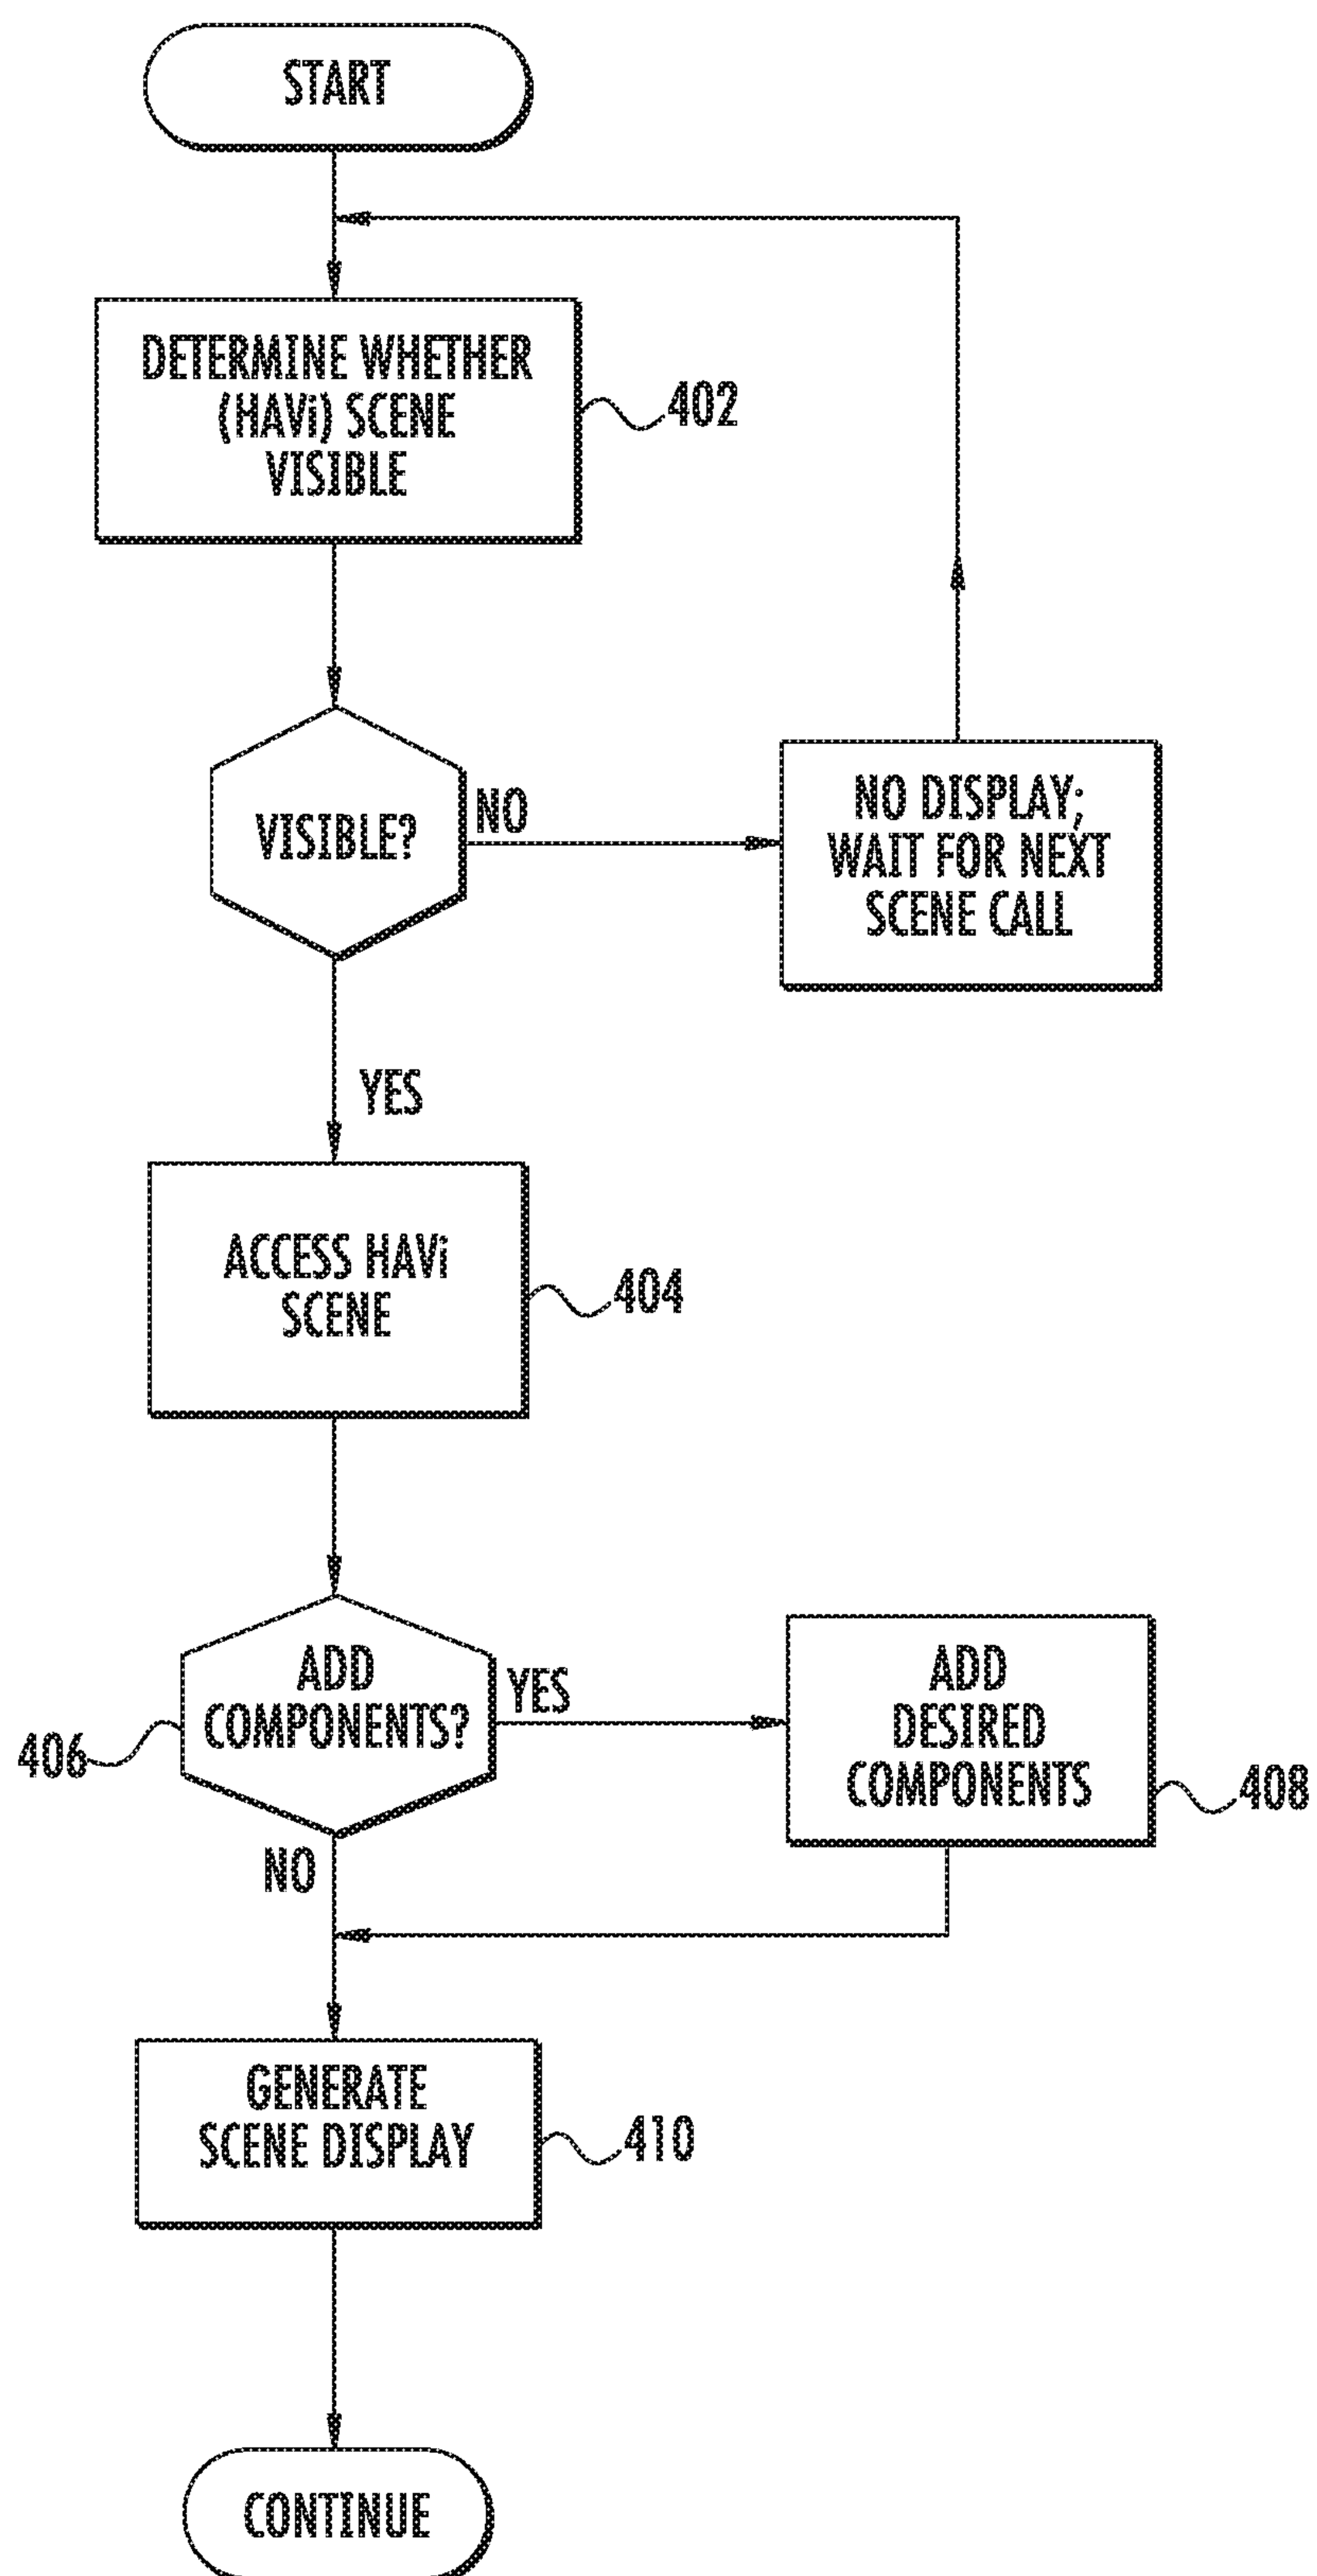 START
DETERMINE WHETHER
(HAVi) SCENE
VISIBLE
402
VISIBLE?
NO
NO DISPLAY;
WAIT FOR NEXT
SCENE CALL
YES
ACCESS HAVi
SCENE
404
ADD
COMPONENTS?
406
YES
ADD
DESIRED
COMPONENTS
408
NO
GENERATE
SCENE DISPLAY
410
CONTINUE